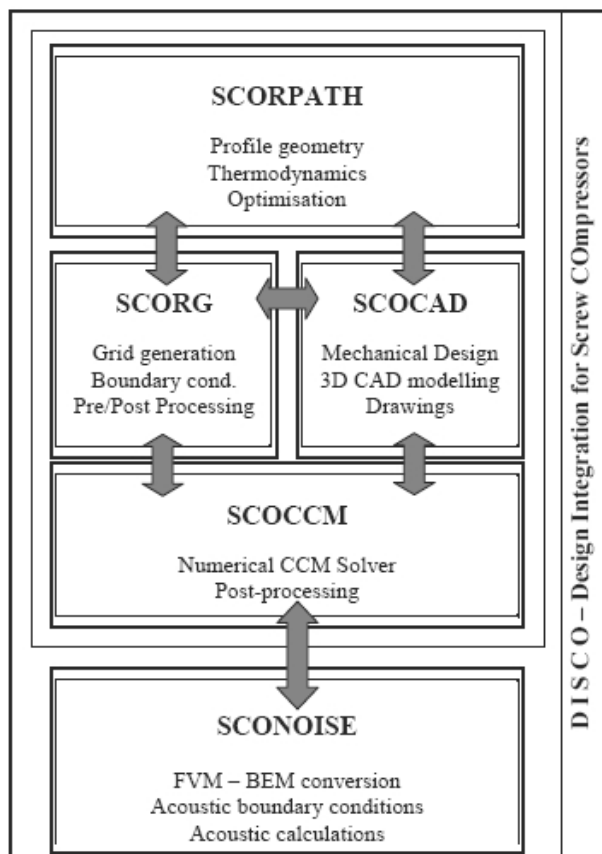 SCORPATH
Profile geometry
Thermodynamics
Optimisation
SCORG
Grid generation
Boundary cond.
Pre/Post Processing
SCOCAD
Mechanical Design
3D CAD modelling
Drawings
SCOCCM
Numerical CCM Solver
Post-processing
SCONOISE
FVM – BEM conversion
Acoustic boundary conditions
Acoustic calculations
D I S C O – Design Integration for Screw COmpressors